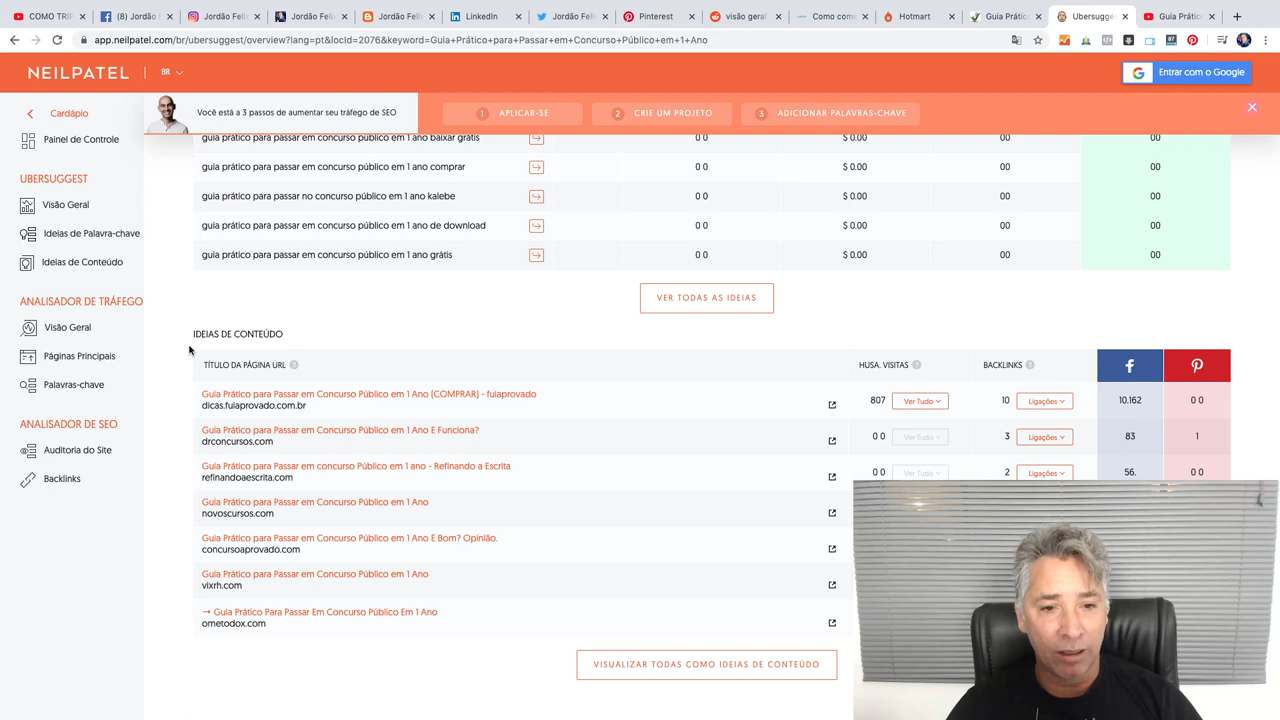 COMO TRIF
(8) Jordão F
Jordão Feli
Jordão Feli
Jordão Feli
LinkedIn
Jordão Feli
Pinterest
visão geral
Como come
Hotmart
Guia Prátic
Ubersugges
Guia Prátic
app.neilpatel.com/br/ubersuggest/overview?lang=pt&locId=2076&keyword=Guia+Prático+para+Passar+em+Concurso+Público+em+1+Ano
NEILPATEL
BR
Entrar com o Google
Cardápio
Você está a 3 passos de aumentar seu tráfego de SEO
1 APLICAR-SE
2 CRIE UM PROJETO
3 ADICIONAR PALAVRAS-CHAVE
Painel de Controle
UBERSUGGEST
Visão Geral
Ideias de Palavra-chave
Ideias de Conteúdo
ANALISADOR DE TRÁFEGO
Visão Geral
Páginas Principais
Palavras-chave
ANALISADOR DE SEO
Auditoria do Site
Backlinks
guia prático para passar em concurso público em 1 ano baixar gratis 0 0 $ 0.00 00 00
guia prático para passar em concurso público em 1 ano comprar 0 0 $ 0.00 00 00
guia prático para passar no concurso público em 1 ano kalebe 0 0 $ 0.00 00 00
guia prático para passar em concurso público em 1 ano de download 0 0 $ 0.00 00 00
guia prático para passar em concurso público em 1 ano grátis 0 0 $ 0.00 00 00
VER TODAS AS IDEIAS
IDEIAS DE CONTEÚDO
TÍTULO DA PÁGINA URL ? HUSA. VISITAS ? BACKLINKS ?
Guia Prático para Passar em Concurso Público em 1 Ano (COMPRAR) - fuiaprovado
dicas.fuiaprovado.com.br
807 Ver Tudo 10 Ligações 10.162 0 0
Guia Prático para Passar em Concurso Público em 1 Ano E Funciona?
drconcursos.com
0 0 Ver Tudo 3 Ligações 83 1
Guia Prático para Passar em concurso Público em 1 ano - Refinando a Escrita
refinandoaescrita.com
0 0 Ver Tudo 2 Ligações 56. 0 0
Guia Prático para Passar em Concurso Público em 1 Ano
novoscursos.com
Guia Prático para Passar em Concurso Público em 1 Ano E Bom? Opinião.
concursoaprovado.com
Guia Prático para Passar em Concurso Público em 1 Ano
vixrh.com
→ Guia Prático Para Passar Em Concurso Público Em 1 Ano
ometodox.com
VISUALIZAR TODAS COMO IDEIAS DE CONTEÚDO